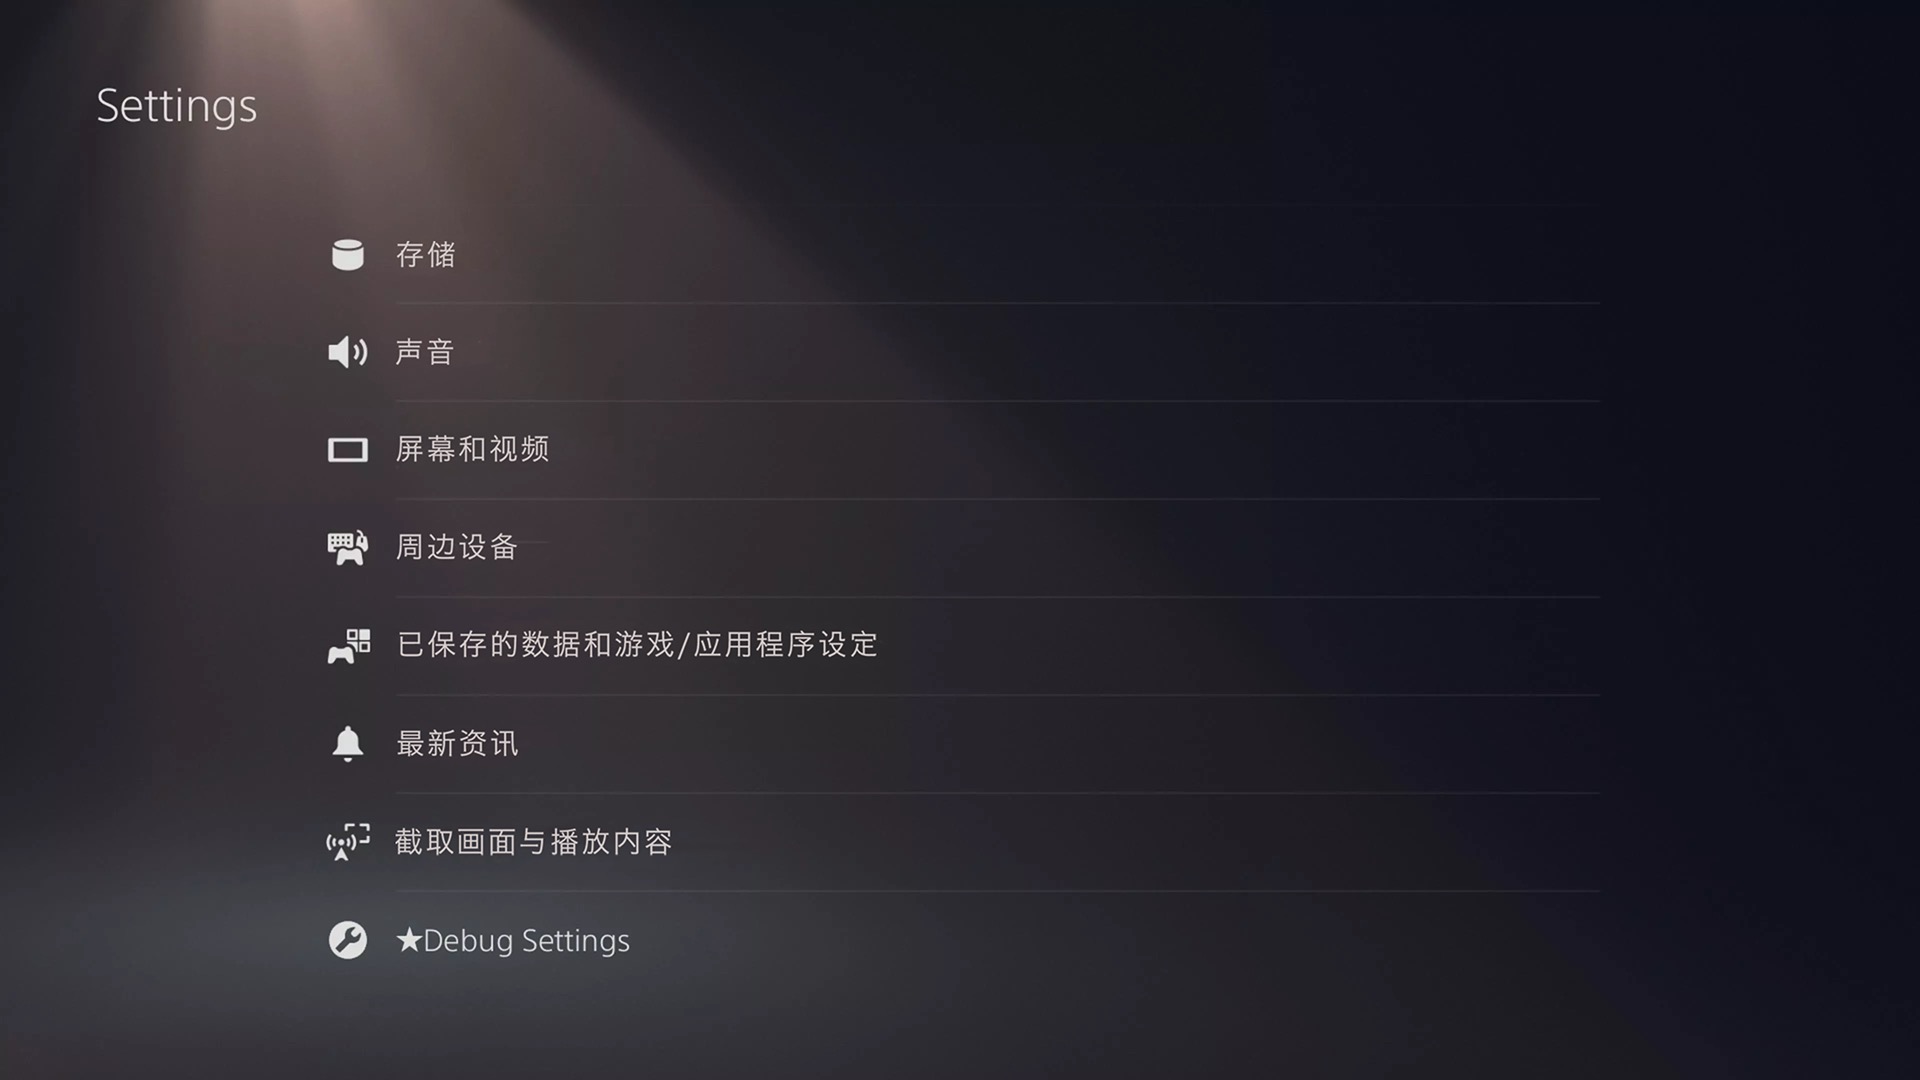 Settings
存储
声音
屏幕和视频
周边设备
已保存的数据和游戏/应用程序设定
最新资讯
截取画面与播放内容
★Debug Settings